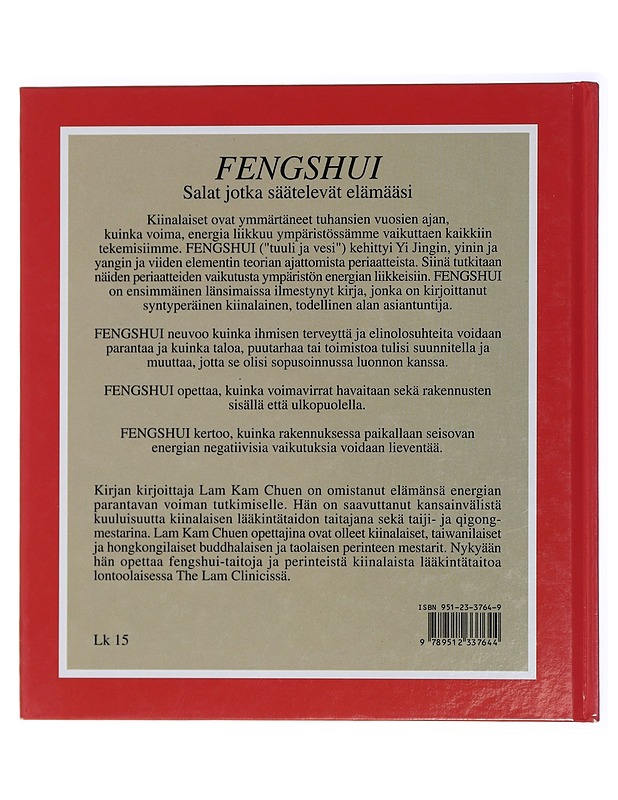 FENGSHUI
Salat jotka säätelevät elämääsi
Kiinalaiset ovat ymmärtäneet tuhansien vuosien ajan,
kuinka voima, energia liikkuu ympäristössämme vaikuttaen kaikkiin
tekemisiimme. FENGSHUI ("tuuli ja vesi") kehittyi Yi Jingin, yinin ja
yangin ja viiden elementin teorian ajattomista periaatteista. Siinä tutkitaan
näiden periaatteiden vaikutusta ympäristön energian liikkeisiin. FENGSHUI
on ensimmäinen länsimaissa ilmestynyt kirja, jonka on kirjoittanut
syntyperäinen kiinalainen, todellinen alan asiantuntija.
FENGSHUI neuvoo kuinka ihmisen terveyttä ja elinolosuhteita voidaan
parantaa ja kuinka taloa, puutarhaa tai toimistoa tulisi suunnitella ja
muuttaa, jotta se olisi sopusoinnussa luonnon kanssa.
FENGSHUI opettaa, kuinka voimavirrat havaitaan sekä rakennusten
sisällä että ulkopuolella.
FENGSHUI kertoo, kuinka rakennuksessa paikallaan seisovan
energian negatiivisia vaikutuksia voidaan lieventää.
Kirjan kirjoittaja Lam Kam Chuen on omistanut elämänsä energian
parantavan voiman tutkimiselle. Hän on saavuttanut kansainvälistä
kuuluisuutta kiinalaisen lääkintätaidon taitajana sekä taiji- ja qigong-
mestarina. Lam Kam Chuen opettajina ovat olleet kiinalaiset, taiwanilaiset
ja hongkongilaiset buddhalaisen ja taolaisen perinteen mestarit. Nykyään
hän opettaa fengshui-taitoja ja perinteistä kiinalaista lääkintätaitoa
lontoolaisessa The Lam Clinicissä.
ISBN 951-23-3764-9
Lk 15
9 789512 337644